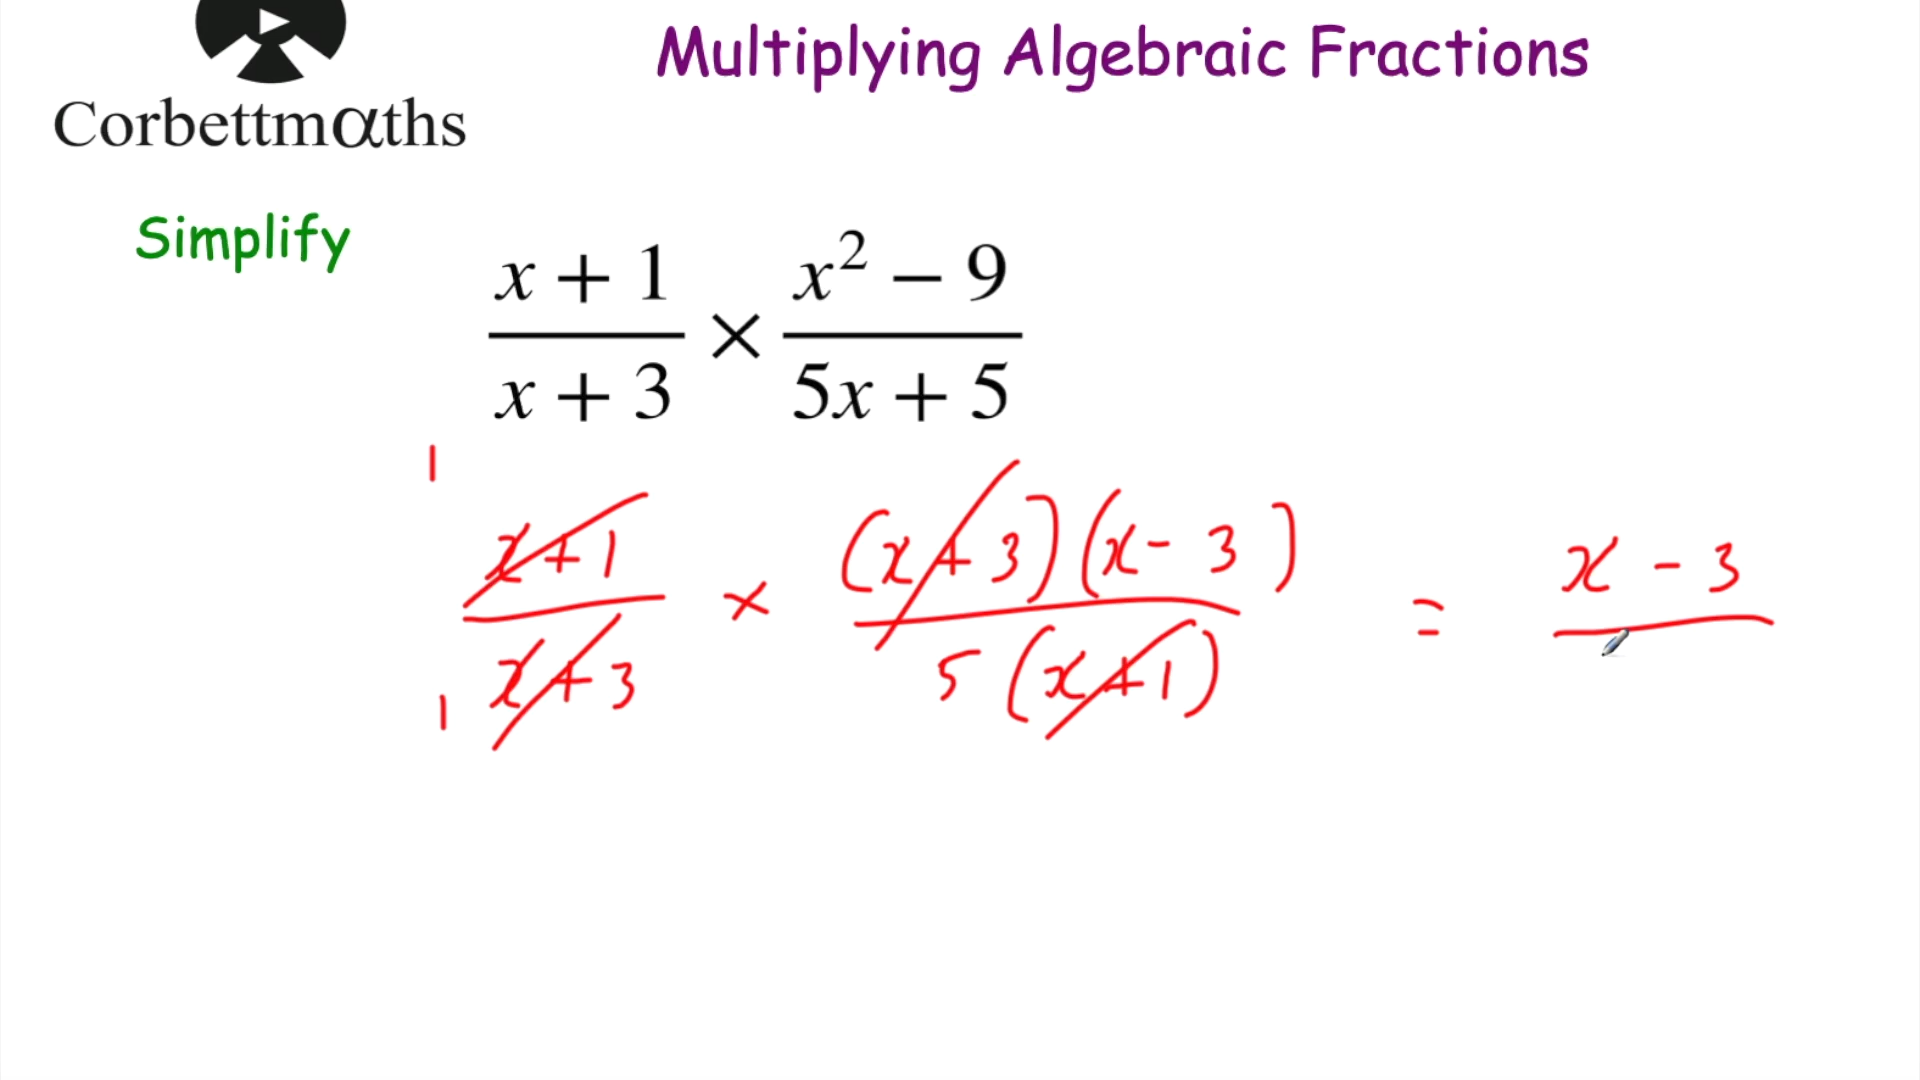 Multiplying Algebraic Fractions
Corbettmαths
Simplify
x + 1 / x + 3 × x² − 9 / 5x + 5
1
x + 1 / x + 3 × (x + 3)(x − 3) / 5(x + 1) = x − 3 /
1